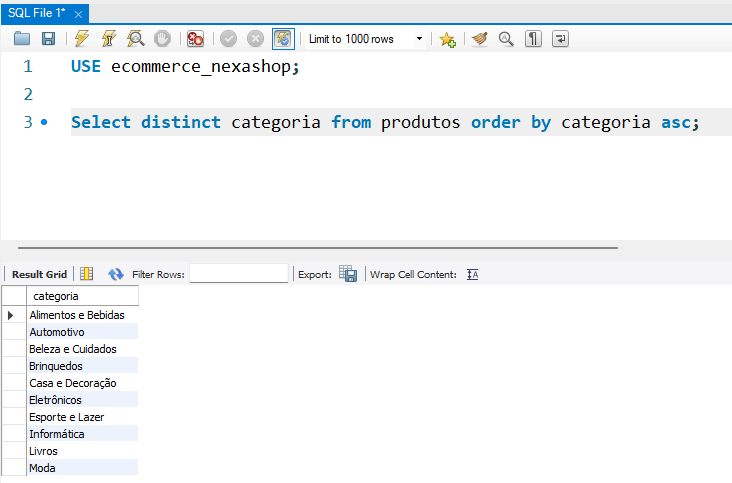 SQL File 1*
Limit to 1000 rows
1 USE ecommerce_nexashop;
2
3 Select distinct categoria from produtos order by categoria asc;
Result Grid Filter Rows: Export: Wrap Cell Content:
categoria
Alimentos e Bebidas
Automotivo
Beleza e Cuidados
Brinquedos
Casa e Decoração
Eletrônicos
Esporte e Lazer
Informática
Livros
Moda